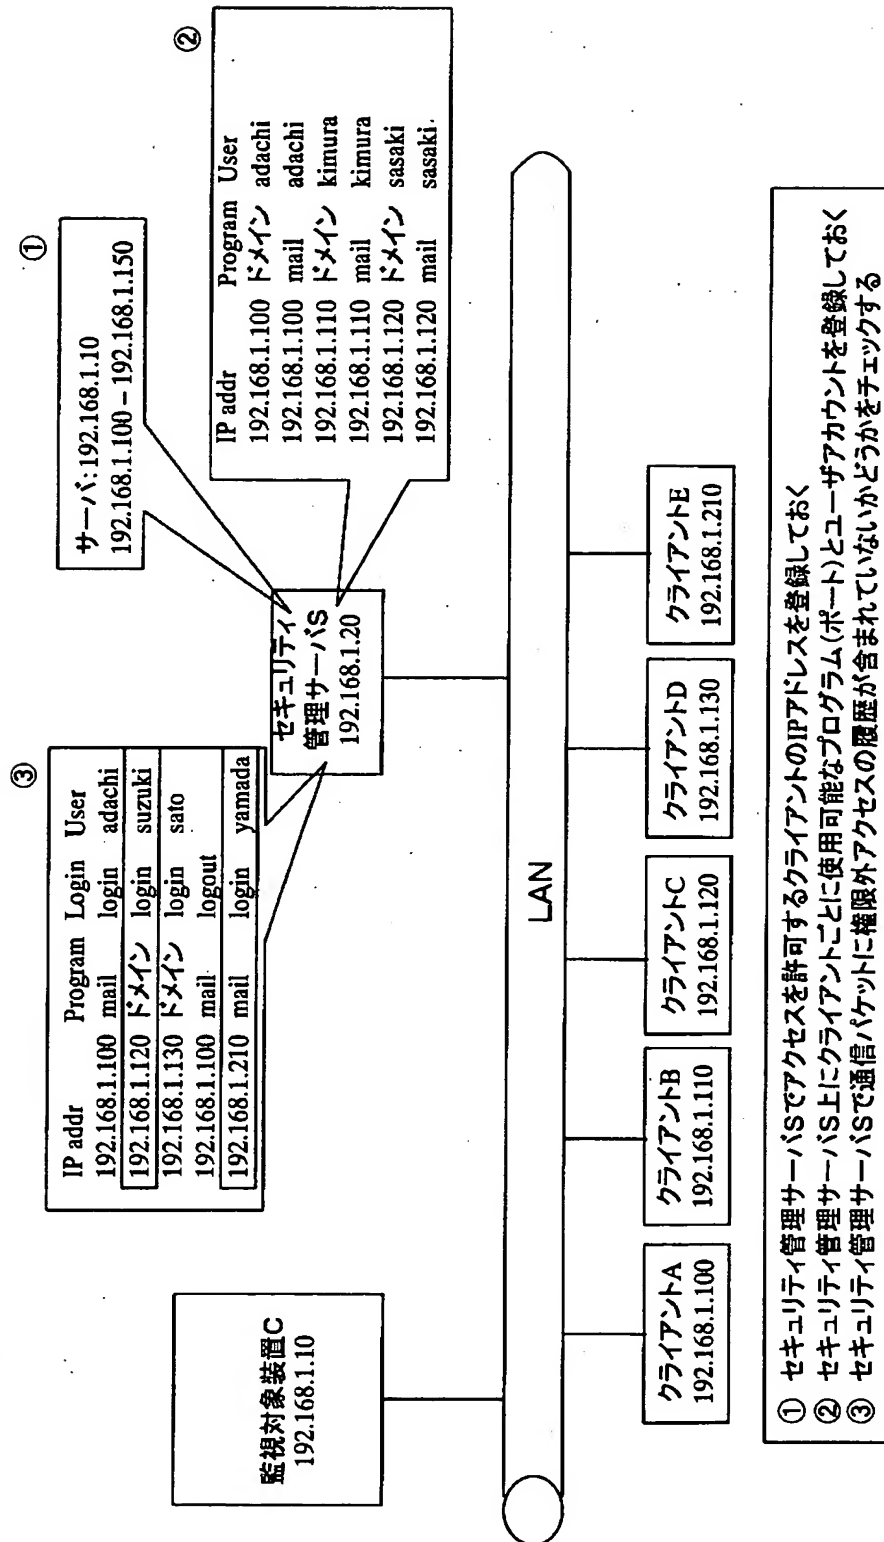 監視対象装置C
192.168.1.10
③
IP addr Program Login User
192.168.1.100 mail login adachi
192.168.1.120 ドメイン login suzuki
192.168.1.130 ドメイン login sato
192.168.1.100 mail logout
192.168.1.210 mail login yamada
セキュリティ
管理サーバS
192.168.1.20
①
サーバ:192.168.1.10
192.168.1.100 – 192.168.1.150
②
IP addr Program User
192.168.1.100 ドメイン adachi
192.168.1.100 mail adachi
192.168.1.110 ドメイン kimura
192.168.1.110 mail kimura
192.168.1.120 ドメイン sasaki
192.168.1.120 mail sasaki
LAN
クライアントA
192.168.1.100
クライアントB
192.168.1.110
クライアントC
192.168.1.120
クライアントD
192.168.1.130
クライアントE
192.168.1.210
① セキュリティ管理サーバSでアクセスを許可するクライアントのIPアドレスを登録しておく
② セキュリティ管理サーバS上にクライアントごとに使用可能なプログラム(ポート)とユーザアカウントを登録しておく
③ セキュリティ管理サーバSで通信パケットに権限外アクセスの履歴が含まれていないかどうかをチェックする